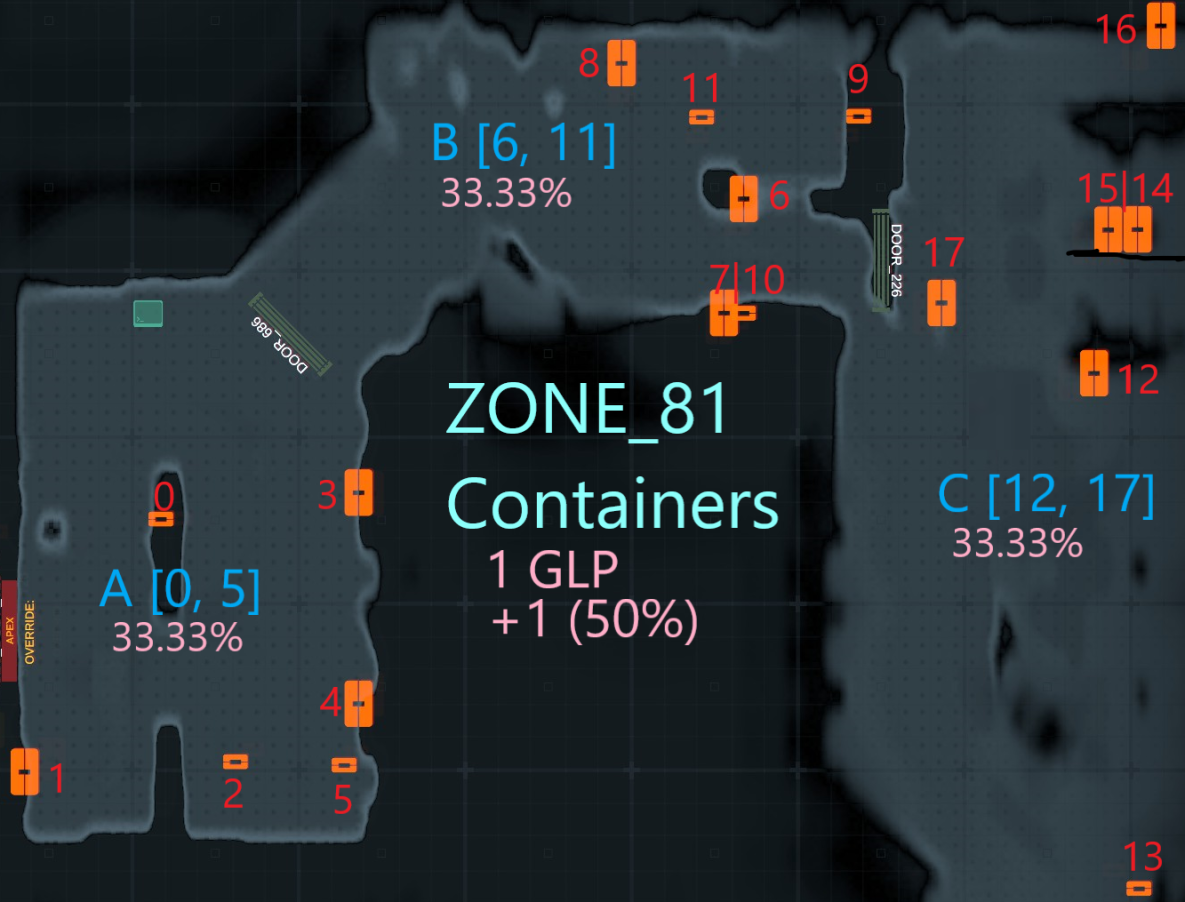 16
8
11
9
B [6, 11]
33.33%
6
15|14
DOOR_226
17
7|10
DOOR_686
12
ZONE_81
Containers
1 GLP
+1 (50%)
0
3
C [12, 17]
33.33%
A [0, 5]
33.33%
APEX
OVERRIDE:
4
1
2
5
13